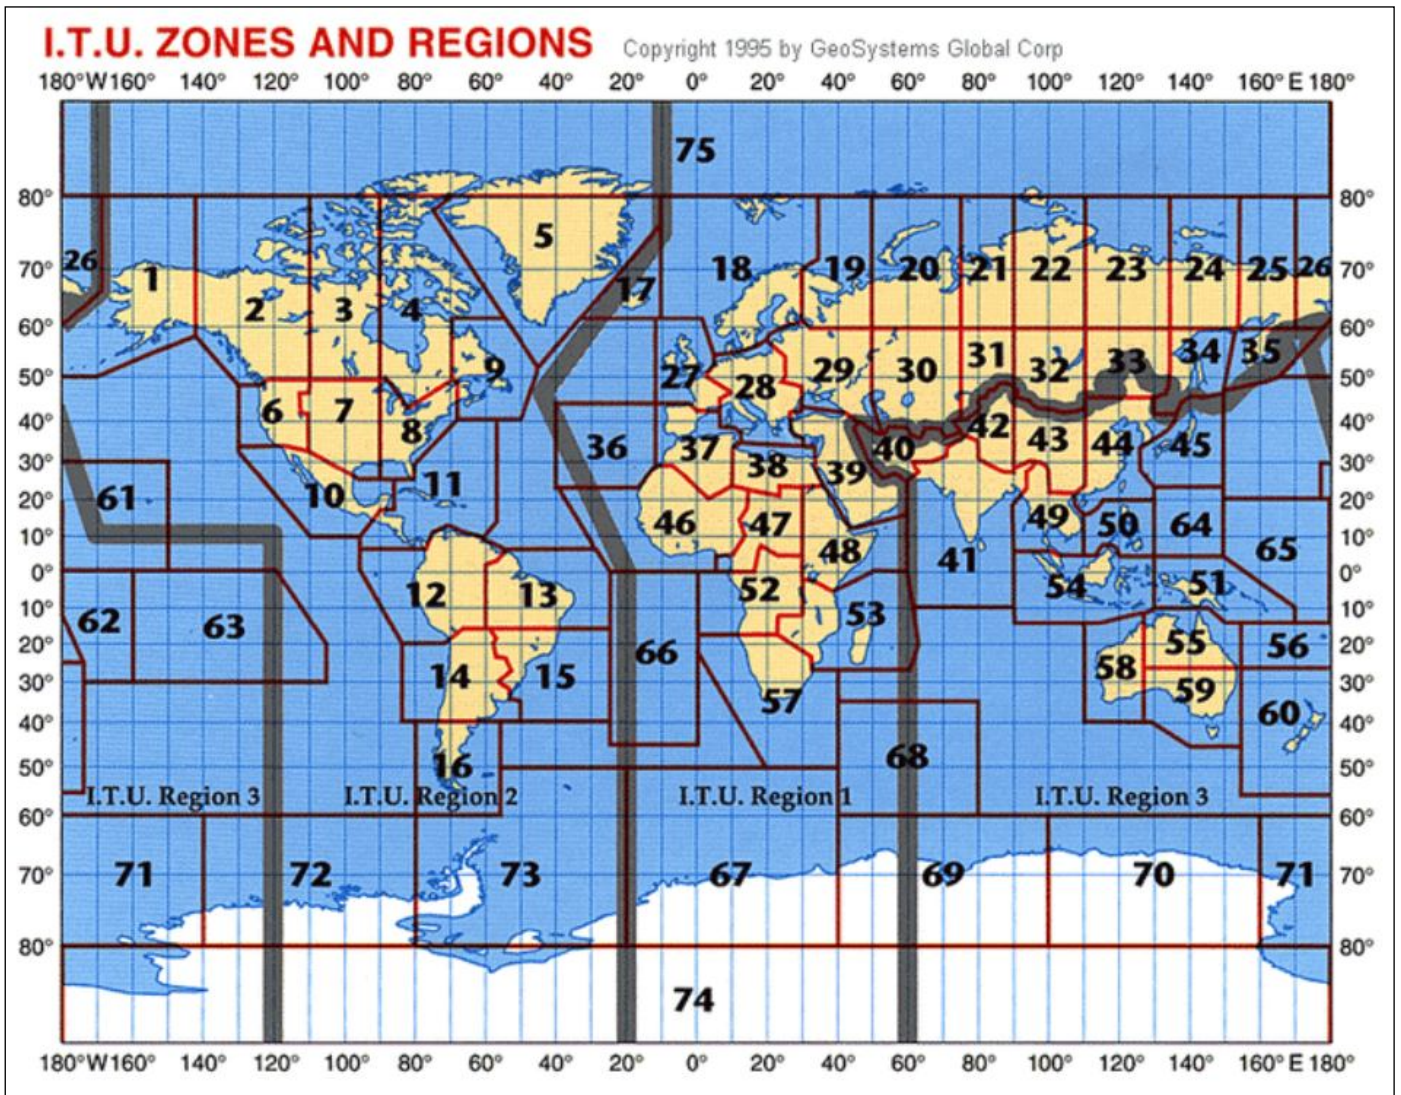 I.T.U. ZONES AND REGIONS Copyright 1995 by GeoSystems Global Corp
180° W 160° 140° 120° 100° 80° 60° 40° 20° 0° 20° 40° 60° 80° 100° 120° 140° 160° E 180°
75
80° 80°
5
26 1 70° 17 18 19 20 21 22 23 24 25 26 70°
2 3 4
60° 60°
9 27 28 29 30 31 32 33 34 35
50° 50°
6 7 8
40° 36 37 40 42 43 44 45 40°
30° 38 39 30°
61 10 11
20° 46 47 49 50 64 20°
10° 48 41 65 10°
0° 0°
12 13 52 53 54 51
10° 10°
62 63 66 55 56
20° 20°
14 15 58
30° 57 59 60 30°
40° 40°
16 68
50° 50°
I.T.U. Region 3 I.T.U. Region 2 I.T.U. Region 1 I.T.U. Region 3
60° 60°
70° 71 72 73 67 69 70 71 70°
80° 80°
74
180° W 160° 140° 120° 100° 80° 60° 40° 20° 0° 20° 40° 60° 80° 100° 120° 140° 160° E 180°